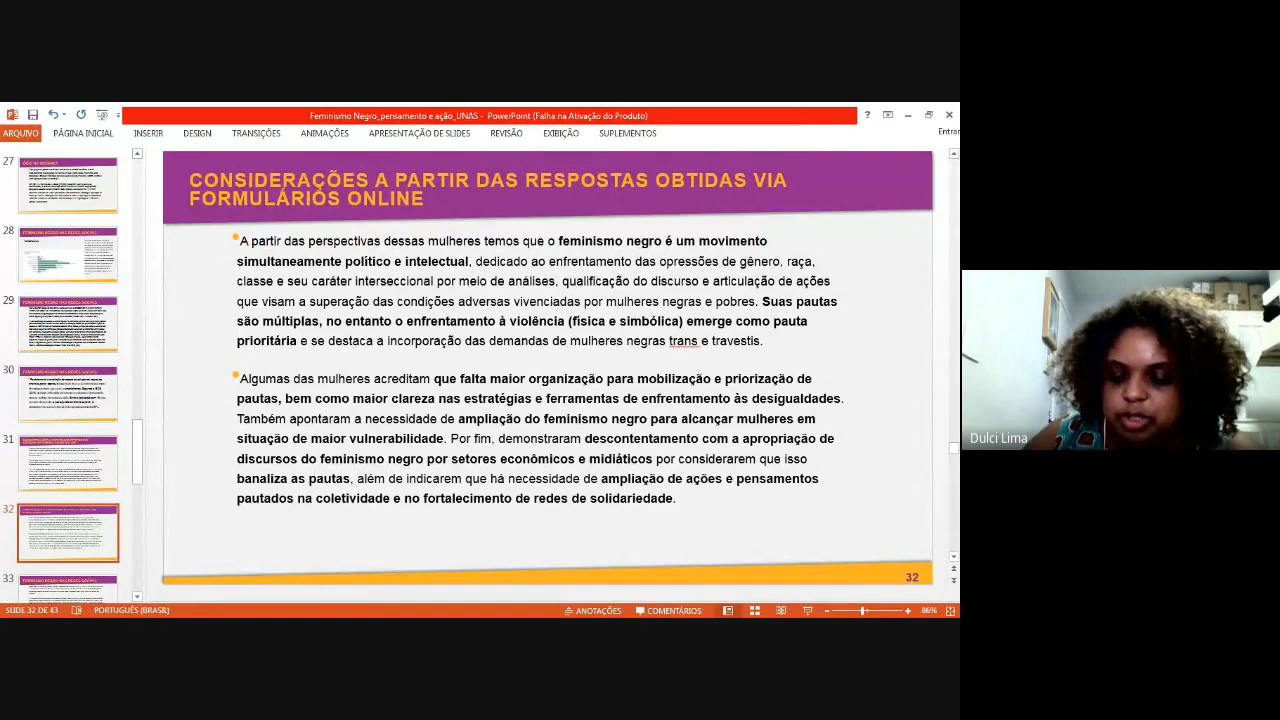 Feminismo Negro_pensamento e ação_UNAS - PowerPoint (Falha na Ativação do Produto)
ARQUIVO PÁGINA INICIAL INSERIR DESIGN TRANSIÇÕES ANIMAÇÕES APRESENTAÇÃO DE SLIDES REVISÃO EXIBIÇÃO SUPLEMENTOS Entrar
27
28
29
30
31
32
33
CONSIDERAÇÕES A PARTIR DAS RESPOSTAS OBTIDAS VIA
FORMULÁRIOS ONLINE
A partir das perspectivas dessas mulheres temos que o feminismo negro é um movimento
simultaneamente político e intelectual dedicado ao enfrentamento das opressões de gênero, raça,
classe e seu caráter interseccional por meio de análises, qualificação do discurso e articulação de ações
que visam a superação das condições adversas vivenciadas por mulheres negras e pobres. Suas pautas
são múltiplas, no entanto o enfrentamento à violência (física e simbólica) emerge como pauta
prioritária e se destaca a incorporação das demandas de mulheres negras trans e travestis.
Algumas das mulheres acreditam que falta maior organização para mobilização e priorização de
pautas, bem como maior clareza nas estratégias e ferramentas de enfrentamento as desigualdades.
Também apontaram a necessidade de ampliação do feminismo negro para alcançar mulheres em
situação de maior vulnerabilidade. Por fim, demonstraram descontentamento com a apropriação de
discursos do feminismo negro por setores econômicos e midiáticos por considerarem que isso
banaliza as pautas, além de indicarem que há necessidade de ampliação de ações e pensamentos
pautados na coletividade e no fortalecimento de redes de solidariedade.
32
Dulci Lima
SLIDE 32 DE 43 PORTUGUÊS (BRASIL) ANOTAÇÕES COMENTÁRIOS 86%